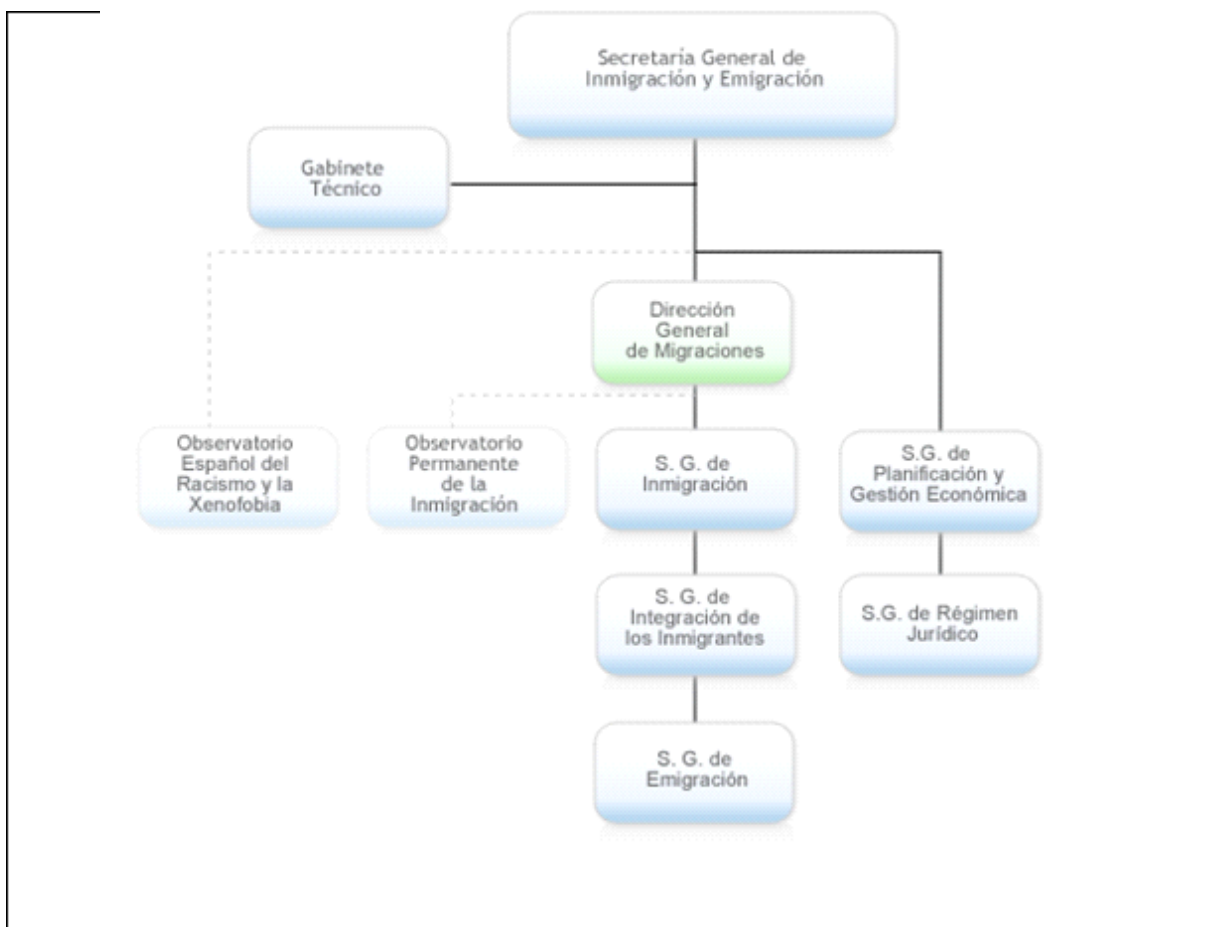 Secretaría General de
Inmigración y Emigración
Gabinete
Técnico
Dirección
General
de Migraciones
Observatorio
Español del
Racismo y la
Xenofobia
Observatorio
Permanente
de la
Inmigración
S. G. de
Inmigración
S.G. de
Planificación y
Gestión Económica
S. G. de
Integración de
los Inmigrantes
S.G. de Régimen
Jurídico
S. G. de
Emigración